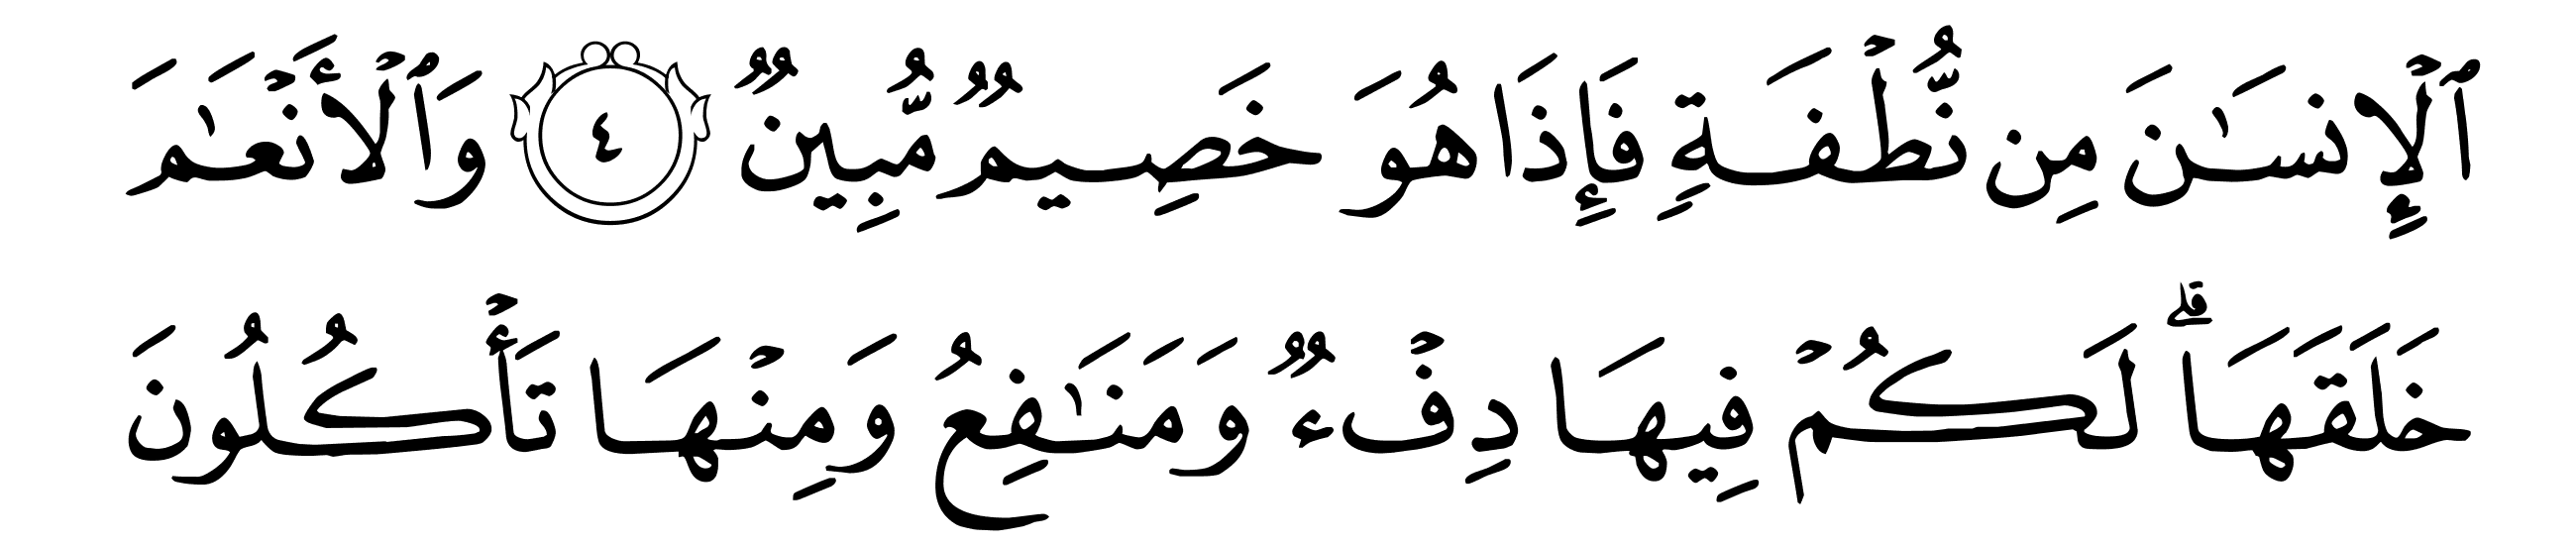 ٱلۡإِنسَٰنَ مِن نُّطۡفَةٖ فَإِذَا هُوَ خَصِيمٞ مُّبِينٞ ٤ وَٱلۡأَنۡعَٰمَ
خَلَقَهَاۗ لَكُمۡ فِيهَا دِفۡءٞ وَمَنَٰفِعُ وَمِنۡهَا تَأۡكُلُونَ